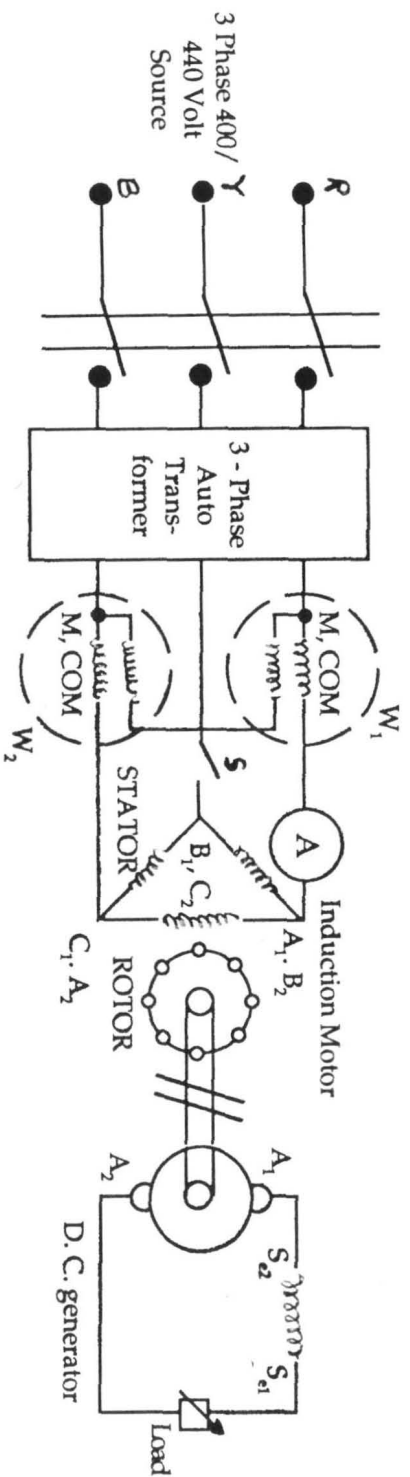 3 Phase 400/
440 Volt
Source
R
Y
B
3 - Phase
Auto
Trans-
former
M, COM
W₁
M, COM
W₂
S
A
Induction Motor
STATOR
A₁. B₂
B₁, C₂
C₁. A₂
ROTOR
A₁
A₂
Se2
Se1
D. C. generator
Load